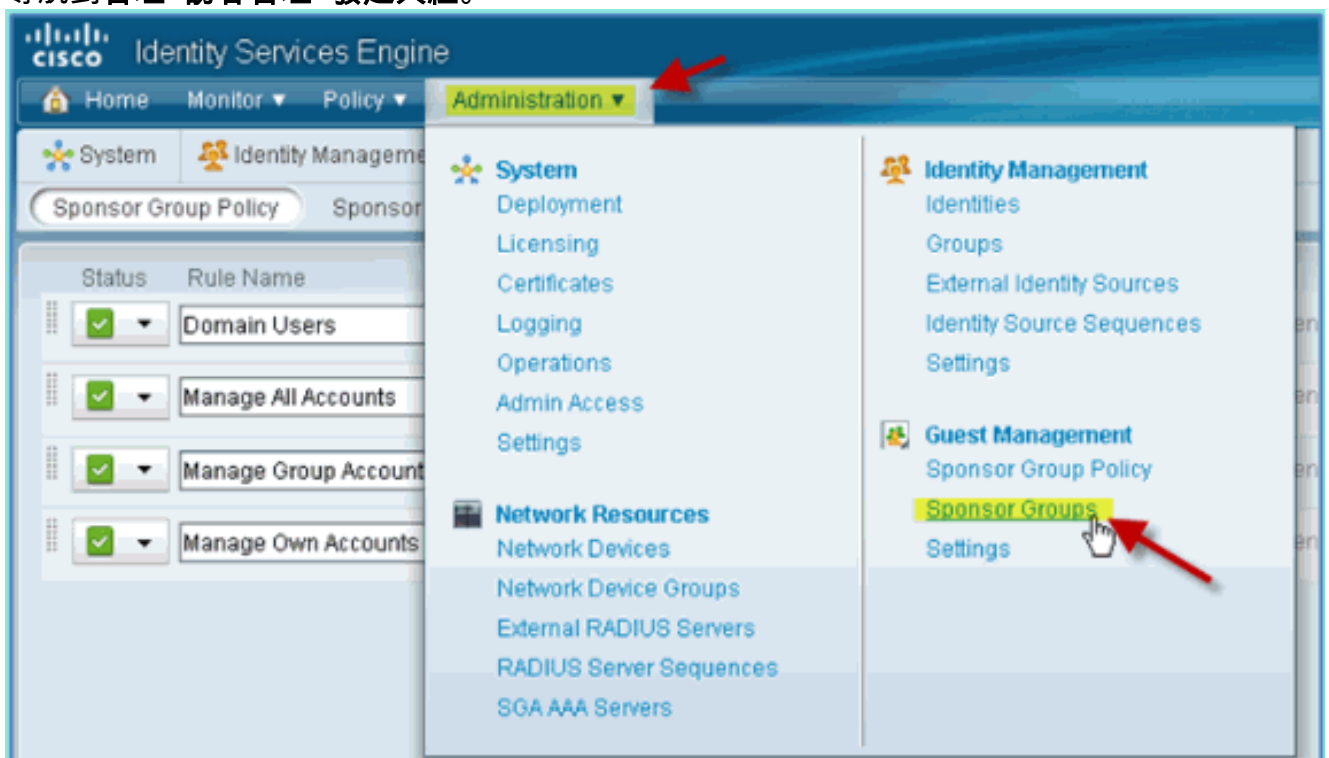 CISCO Identity Services Engine
Home Monitor Policy Administration
System Identity Manageme
Sponsor Group Policy Sponsor
Status Rule Name
Domain Users
Manage All Accounts
Manage Group Account
Manage Own Accounts
System
Deployment
Licensing
Certificates
Logging
Operations
Admin Access
Settings
Network Resources
Network Devices
Network Device Groups
External RADIUS Servers
RADIUS Server Sequences
SGA AAA Servers
Identity Management
Identities
Groups
External Identity Sources
Identity Source Sequences
Settings
Guest Management
Sponsor Group Policy
Sponsor Groups
Settings